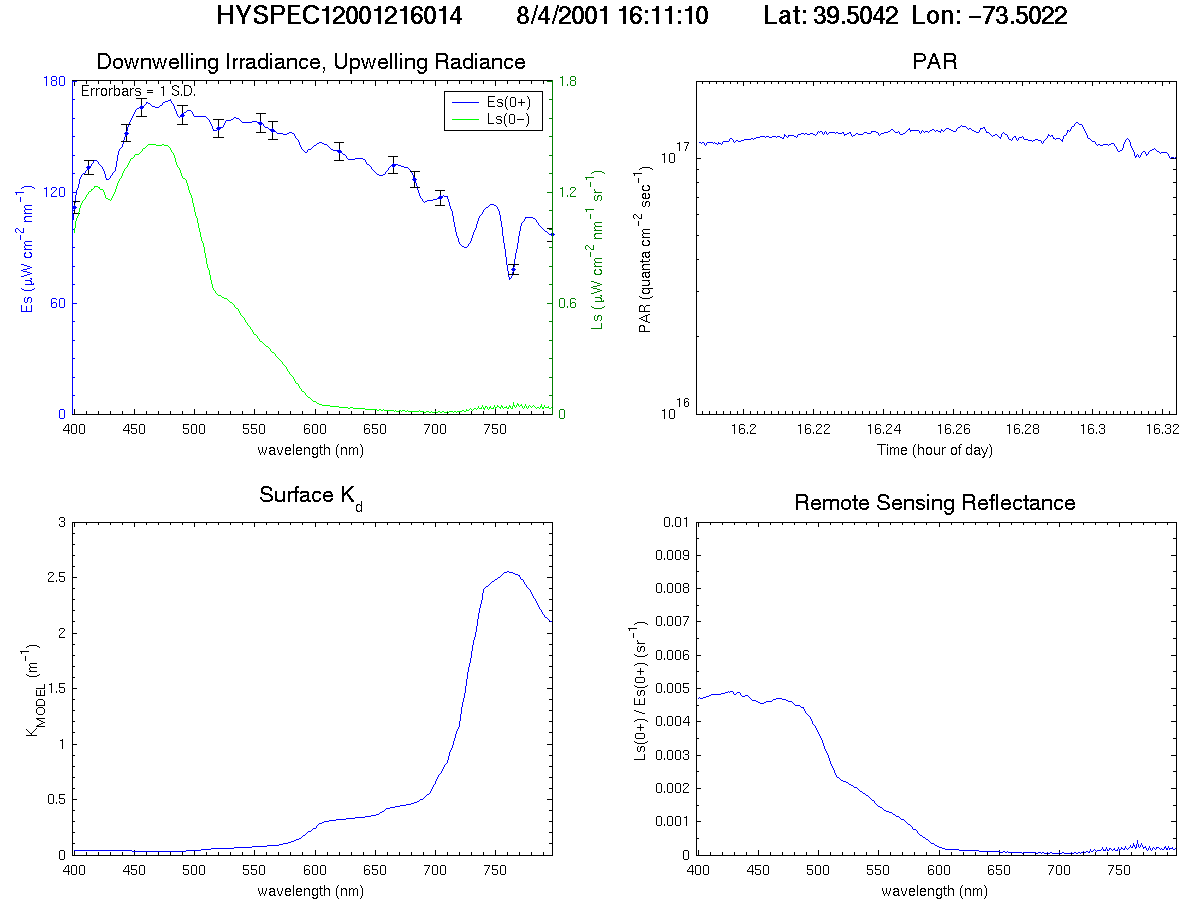 HYSPEC12001216014 8/4/2001 16:11:10 Lat: 39.5042 Lon: −73.5022
Downwelling Irradiance, Upwelling Radiance
Errorbars = 1 S.D.
Es(0+)
Ls(0−)
180
120
60
0
1.8
1.2
0.6
0
Es (μW cm⁻² nm⁻¹)
Ls (μW cm⁻² nm⁻¹ sr⁻¹)
400 450 500 550 600 650 700 750
wavelength (nm)
PAR
10¹⁷
10¹⁶
PAR (quanta cm⁻² sec⁻¹)
16.2 16.22 16.24 16.26 16.28 16.3 16.32
Time (hour of day)
Surface K_d
3
2.5
2
1.5
1
0.5
0
K_MODEL (m⁻¹)
400 450 500 550 600 650 700 750
wavelength (nm)
Remote Sensing Reflectance
0.01
0.009
0.008
0.007
0.006
0.005
0.004
0.003
0.002
0.001
0
Ls(0+) / Es(0+) (sr⁻¹)
400 450 500 550 600 650 700 750
wavelength (nm)